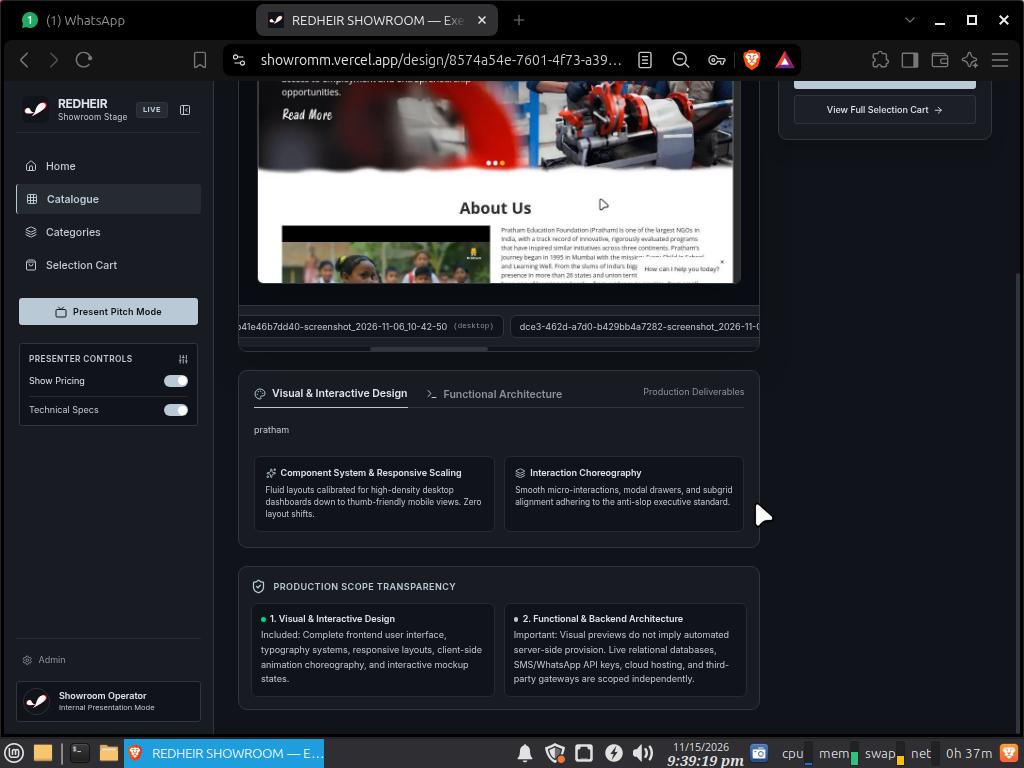 (1) WhatsApp
REDHEIR SHOWROOM — Exe
showromm.vercel.app/design/8574a54e-7601-4f73-a39...
REDHEIR
Showroom Stage
LIVE
Home
Catalogue
Categories
Selection Cart
Present Pitch Mode
PRESENTER CONTROLS
Show Pricing
Technical Specs
Admin
Showroom Operator
Internal Presentation Mode
opportunities.
Read More
About Us
Pratham Education Foundation (Pratham) is one of the largest NGOs in
India, with a track record of innovative, rigorously evaluated programs
that have inspired similar initiatives across three continents. Pratham's
journey began in 1995 in Mumbai with the mission
and Learning Well. From the slums of India's bigg
presence in more than 26 states and union territ
How can I help you today?
b41e46b7dd40-screenshot_2026-11-06_10-42-50 (desktop)
dce3-462d-a7d0-b429bb4a7282-screenshot_2026-11-0
Visual & Interactive Design
Functional Architecture
Production Deliverables
pratham
Component System & Responsive Scaling
Fluid layouts calibrated for high-density desktop
dashboards down to thumb-friendly mobile views. Zero
layout shifts.
Interaction Choreography
Smooth micro-interactions, modal drawers, and subgrid
alignment adhering to the anti-slop executive standard.
PRODUCTION SCOPE TRANSPARENCY
1. Visual & Interactive Design
Included: Complete frontend user interface,
typography systems, responsive layouts, client-side
animation choreography, and interactive mockup
states.
2. Functional & Backend Architecture
Important: Visual previews do not imply automated
server-side provision. Live relational databases,
SMS/WhatsApp API keys, cloud hosting, and third-
party gateways are scoped independently.
View Full Selection Cart →
REDHEIR SHOWROOM — E...
11/15/2026
9:39:19 pm
cpu
mem
swap
net
0h 37m